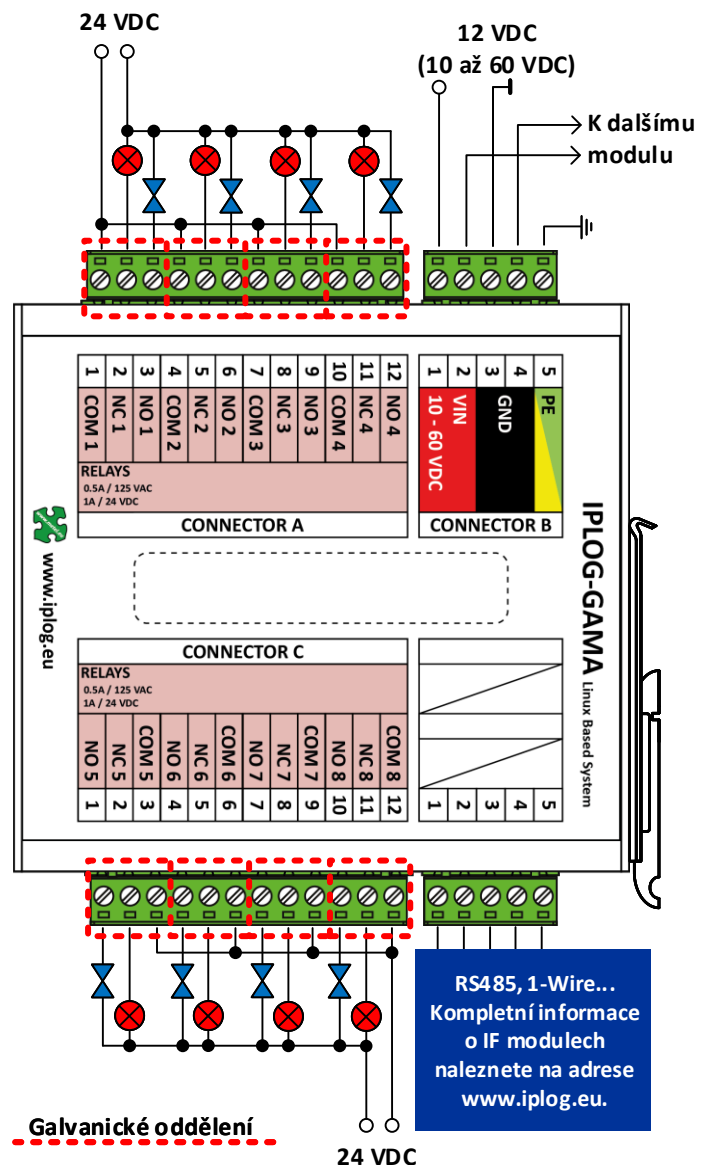 24 VDC
12 VDC
(10 až 60 VDC)
K dalšímu
modulu
1 2 3 4 5 6 7 8 9 10 11 12
COM 1 NC 1 NO 1 COM 2 NC 2 NO 2 COM 3 NC 3 NO 3 COM 4 NC 4 NO 4
RELAYS
0.5A / 125 VAC
1A / 24 VDC
CONNECTOR A
1 2 3 4 5
10 - 60 VDC
VIN
GND
PE
CONNECTOR B
www.iplog.eu
IPLOG-GAMA Linux Based System
CONNECTOR C
RELAYS
0.5A / 125 VAC
1A / 24 VDC
NO 5 NC 5 COM 5 NO 6 NC 6 COM 6 NO 7 NC 7 COM 7 NO 8 NC 8 COM 8
1 2 3 4 5 6 7 8 9 10 11 12
1 2 3 4 5
RS485, 1-Wire...
Kompletní informace
o IF modulech
naleznete na adrese
www.iplog.eu.
Galvanické oddělení
24 VDC